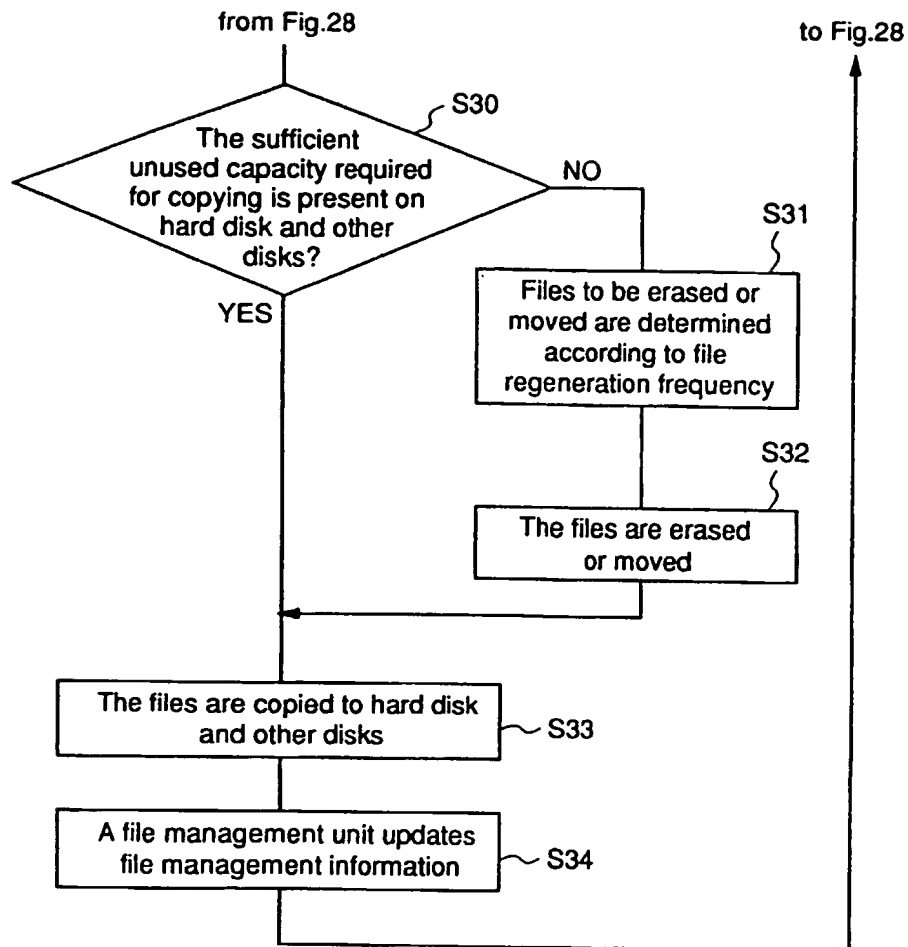 from Fig.28
to Fig.28
S30
The sufficient
unused capacity required
for copying is present on
hard disk and other
disks?
NO
YES
S31
Files to be erased or
moved are determined
according to file
regeneration frequency
S32
The files are erased
or moved
The files are copied to hard disk
and other disks
S33
A file management unit updates
file management information
S34